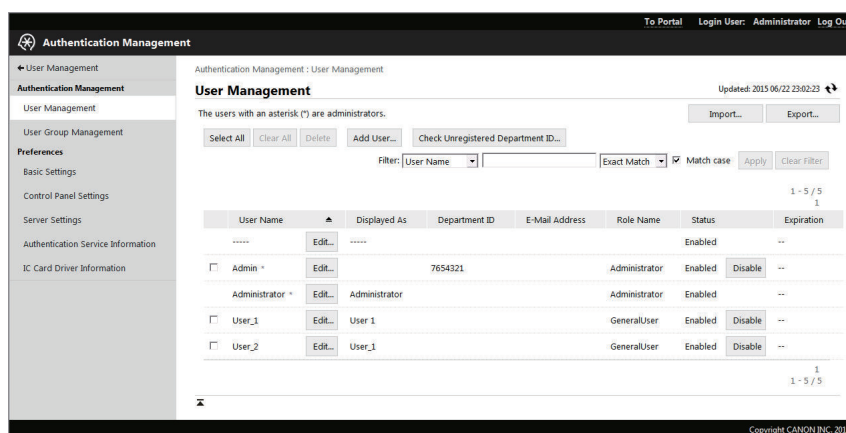 To Portal Login User: Administrator Log Ou
Authentication Management
User Management
Authentication Management
User Management
User Group Management
Preferences
Basic Settings
Control Panel Settings
Server Settings
Authentication Service Information
IC Card Driver Information
Authentication Management : User Management
User Management Updated: 2015 06/22 23:02:23
The users with an asterisk (*) are administrators. Import... Export...
Select All Clear All Delete Add User... Check Unregistered Department ID...
Filter: User Name Exact Match Match case Apply Clear Filter
1 - 5 / 5
1
User Name Displayed As Department ID E-Mail Address Role Name Status Expiration
----- Edit... ----- Enabled --
Admin * Edit... 7654321 Administrator Enabled Disable --
Administrator * Edit... Administrator Administrator Enabled --
User_1 Edit... User 1 GeneralUser Enabled Disable --
User_2 Edit... User_1 GeneralUser Enabled Disable --
1
1 - 5 / 5
Copyright CANON INC. 201